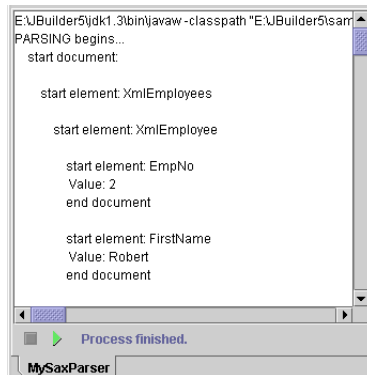 E:\JBuilder5\jdk1.3\bin\javaw -classpath "E:\JBuilder5\sam
PARSING begins...
start document:
start element: XmlEmployees
start element: XmlEmployee
start element: EmpNo
Value: 2
end document
start element: FirstName
Value: Robert
end document
Process finished.
MySaxParser